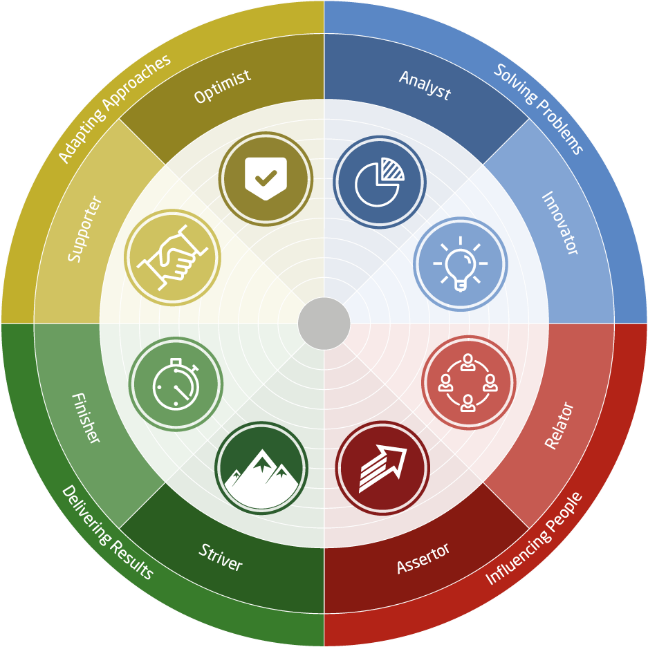 Adapting Approaches
Solving Problems
Optimist
Analyst
Supporter
Innovator
Finisher
Relator
Striver
Assertor
Delivering Results
Influencing People